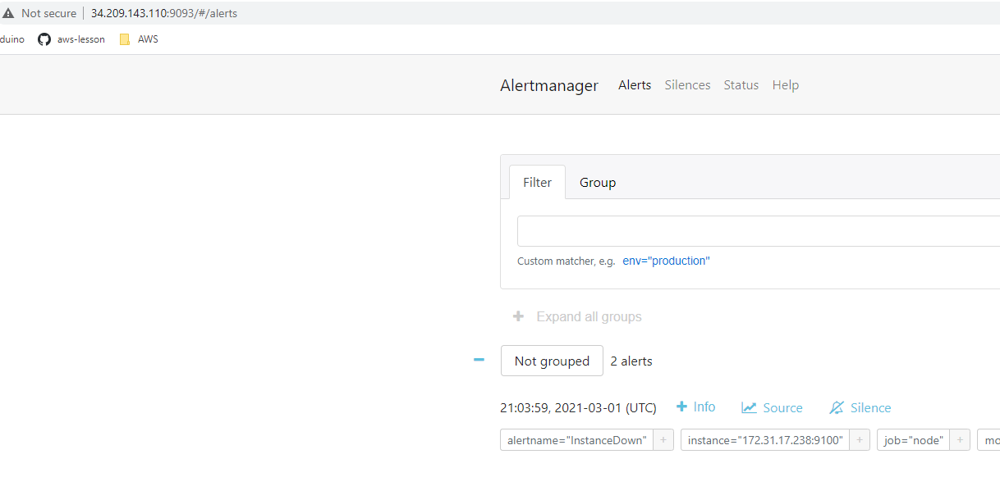 Not secure | 34.209.143.110:9093/#/alerts
duino aws-lesson AWS
Alertmanager Alerts Silences Status Help
Filter Group
Custom matcher, e.g. env="production"
+ Expand all groups
− Not grouped 2 alerts
21:03:59, 2021-03-01 (UTC) + Info Source Silence
alertname="InstanceDown" + instance="172.31.17.238:9100" + job="node" + mo